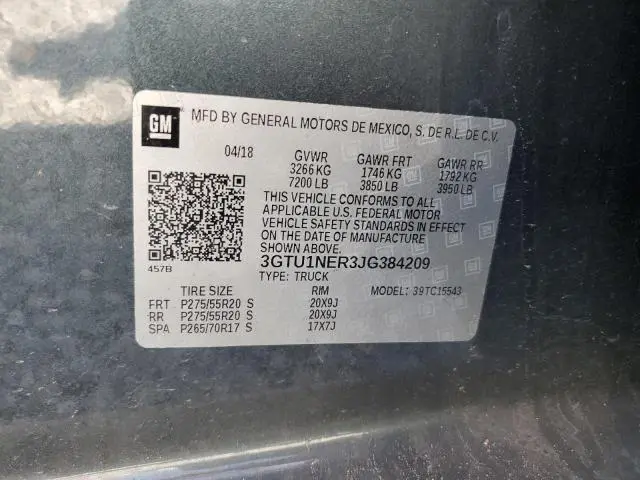 GM
MFD BY GENERAL MOTORS DE MEXICO, S. DE R.L. DE C.V.
04/18 GVWR GAWR FRT GAWR RR
3266 KG 1746 KG 1792 KG
7200 LB 3850 LB 3950 LB
THIS VEHICLE CONFORMS TO ALL
APPLICABLE U.S. FEDERAL MOTOR
VEHICLE SAFETY STANDARDS IN EFFECT
ON THE DATE OF MANUFACTURE
SHOWN ABOVE.
457B 3GTU1NER3JG384209
TYPE: TRUCK MODEL: 39TC15543
TIRE SIZE RIM
FRT P275/55R20 S 20X9J
RR P275/55R20 S 20X9J
SPA P265/70R17 S 17X7J